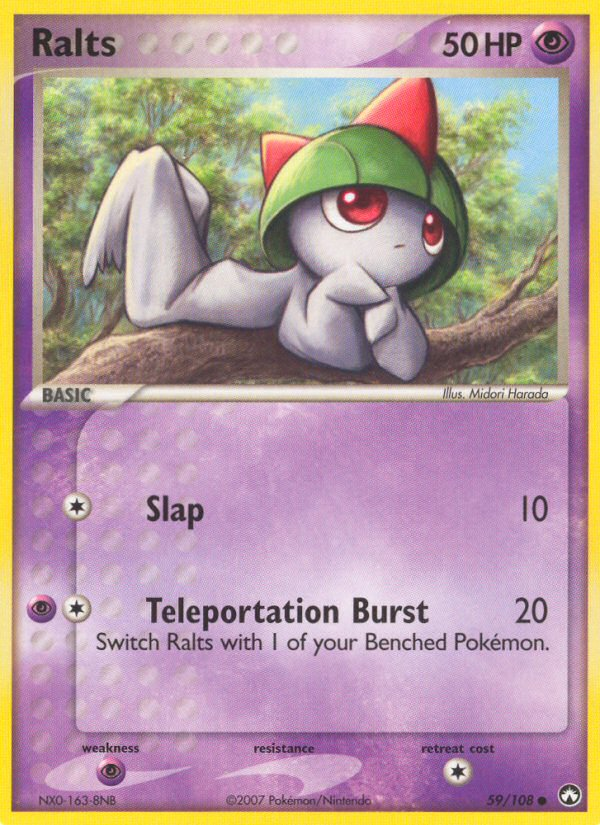 Ralts 50 HP
BASIC Illus. Midori Harada
Slap 10
Teleportation Burst 20
Switch Ralts with 1 of your Benched Pokémon.
weakness resistance retreat cost
NX0-163-8NB ©2007 Pokémon/Nintendo 59/108